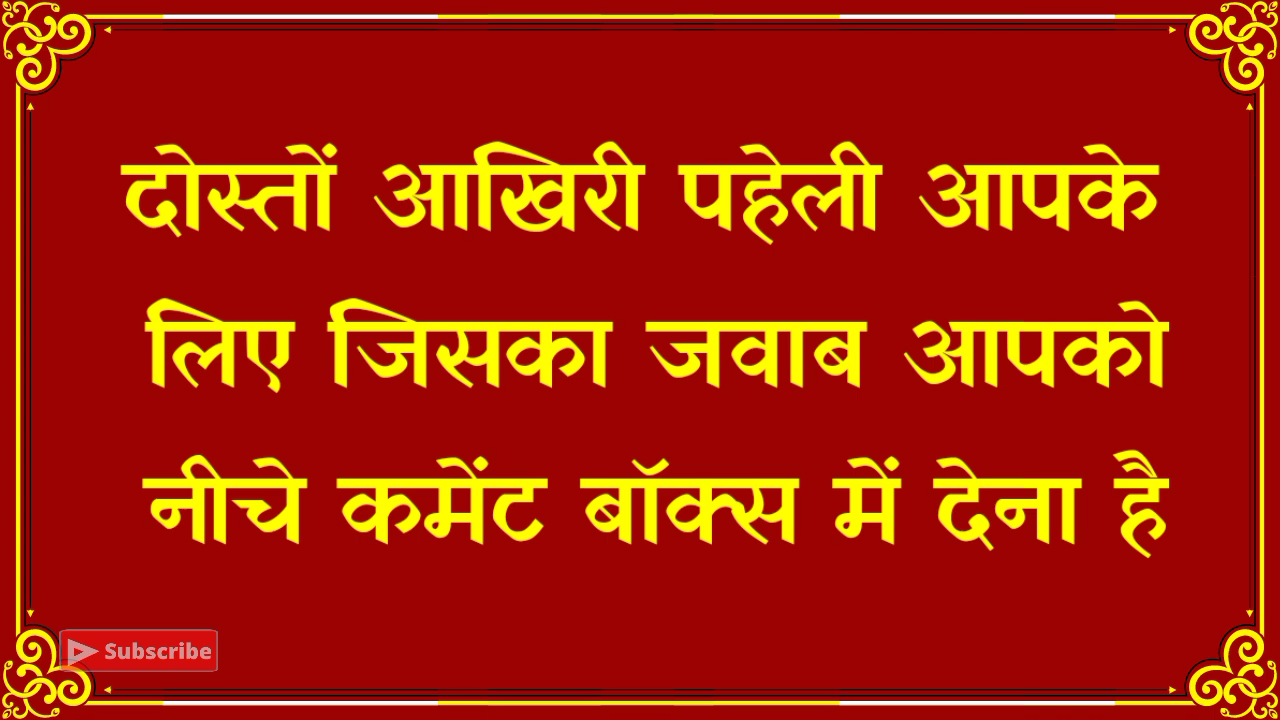 दोस्तों आखिरी पहेली आपके
लिए जिसका जवाब आपको
नीचे कमेंट बॉक्स में देना है
Subscribe